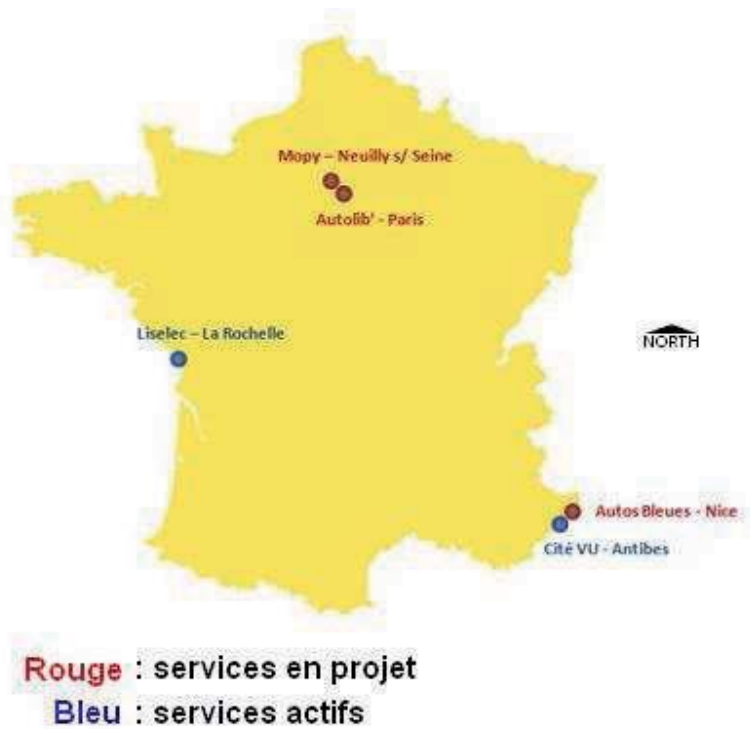 Mopy – Neuilly s/ Seine
Autolib' - Paris
Liselec – La Rochelle
NORTH
Autos Bleues - Nice
Cité VU - Antibes
Rouge : services en projet
Bleu : services actifs